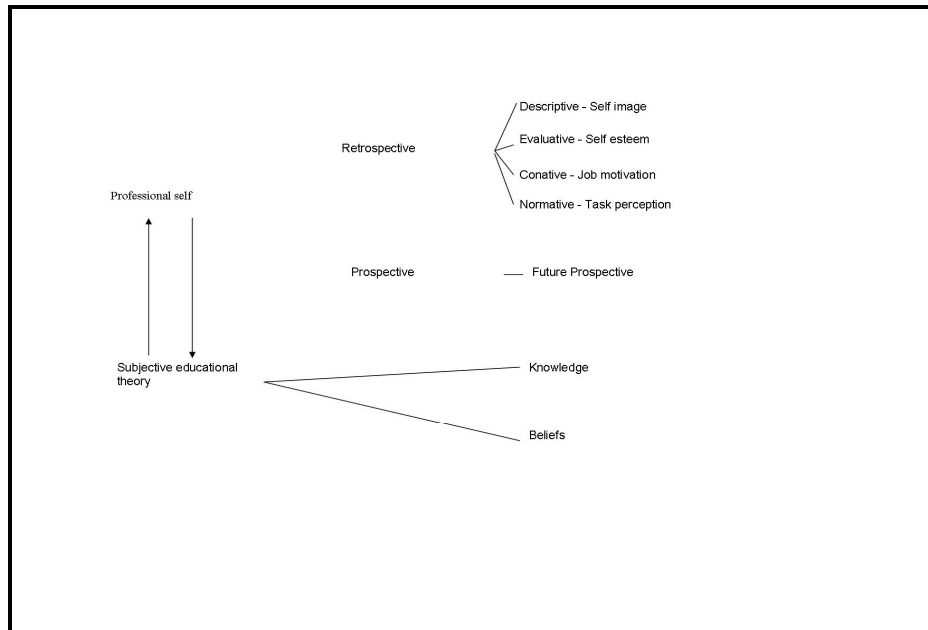 Descriptive - Self image
Evaluative - Self esteem
Retrospective
Conative - Job motivation
Professional self
Normative - Task perception
Prospective
Future Prospective
Subjective educational
theory
Knowledge
Beliefs